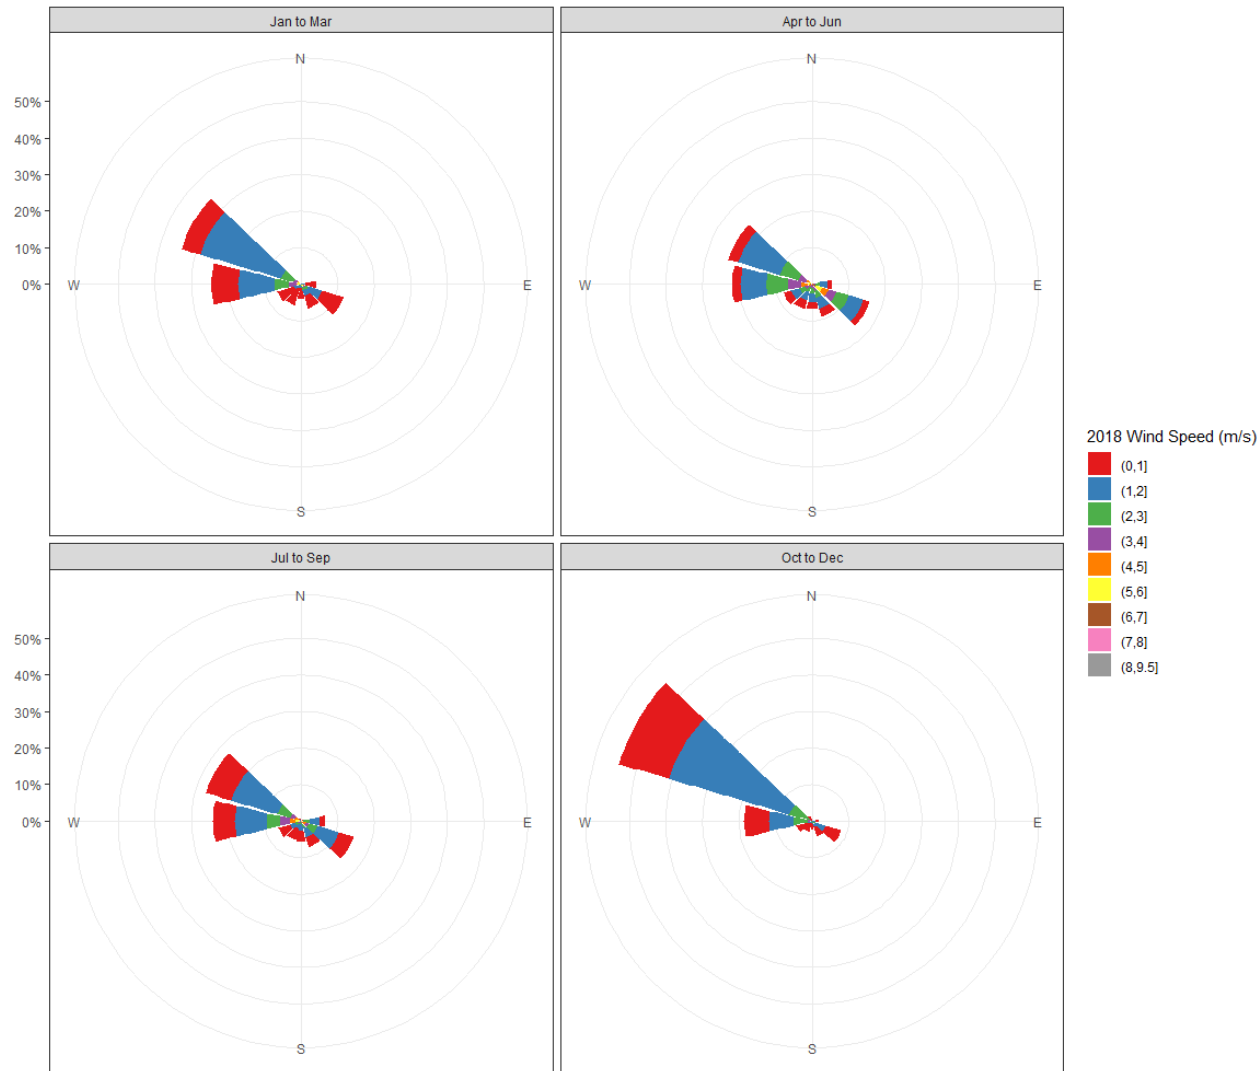 Jan to Mar
Apr to Jun
N
N
50%
40%
30%
20%
10%
0%
W
E
W
E
S
S
Jul to Sep
Oct to Dec
N
N
50%
40%
30%
20%
10%
0%
W
E
W
E
S
S
2018 Wind Speed (m/s)
(0,1]
(1,2]
(2,3]
(3,4]
(4,5]
(5,6]
(6,7]
(7,8]
(8,9.5]